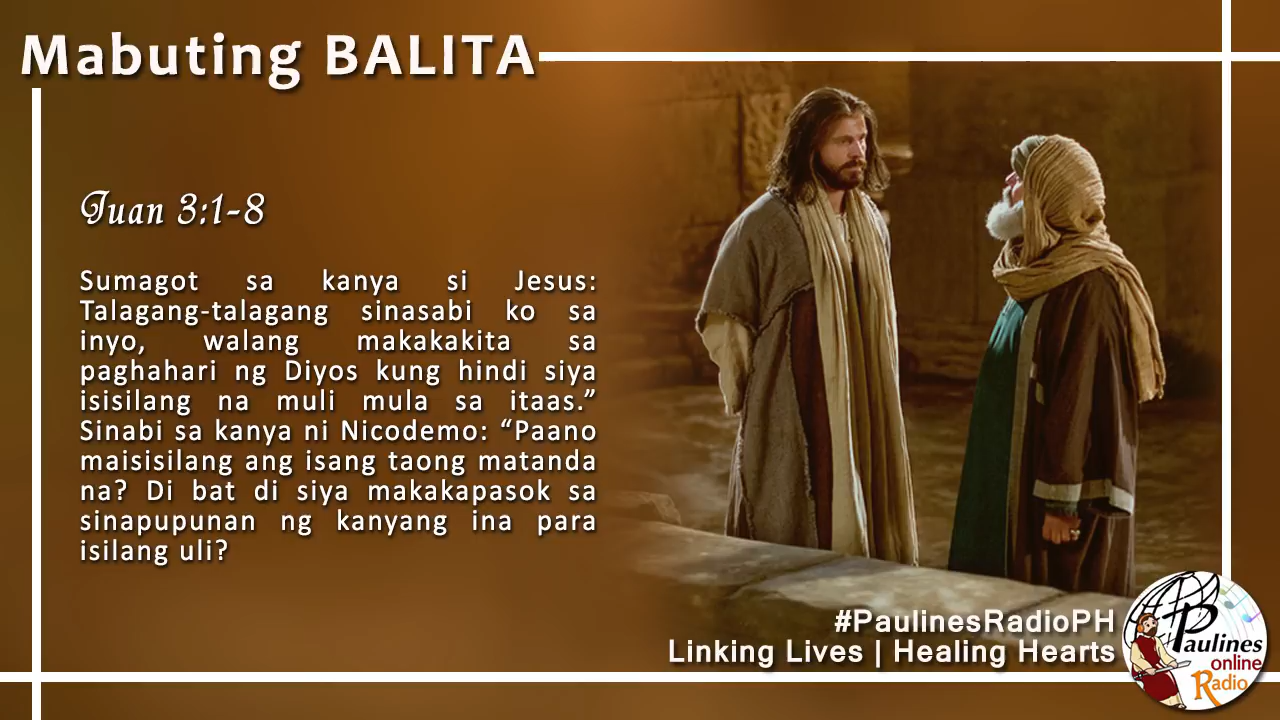 Mabuting BALITA
Juan 3:1-8
Sumagot sa kanya si Jesus:
Talagang-talagang sinasabi ko sa
inyo, walang makakakita sa
paghahari ng Diyos kung hindi siya
isisilang na muli mula sa itaas.”
Sinabi sa kanya ni Nicodemo: “Paano
maisisilang ang isang taong matanda
na? Di bat di siya makakapasok sa
sinapupunan ng kanyang ina para
isilang uli?
#PaulinesRadioPH
Linking Lives | Healing Hearts
Paulines
online
Radio